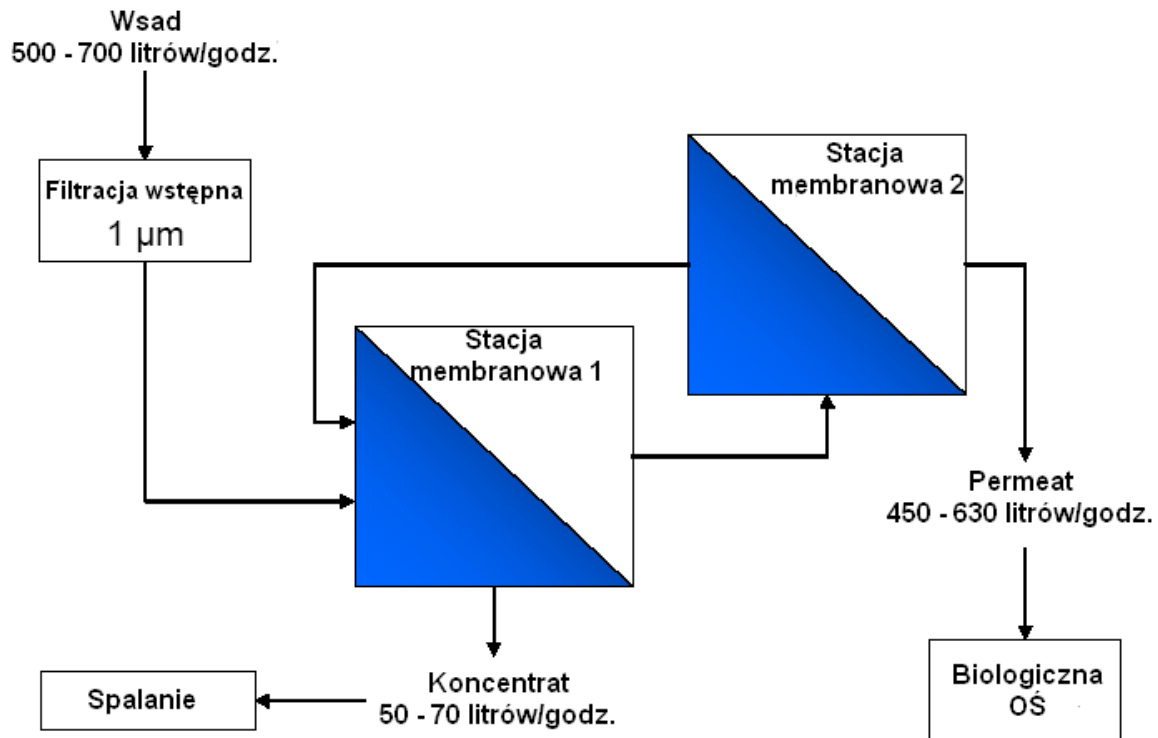 Wsad
500 - 700 litrów/godz.
Filtracja wstępna
1 µm
Stacja
membranowa 2
Stacja
membranowa 1
Permeat
450 - 630 litrów/godz.
Koncentrat
50 - 70 litrów/godz.
Spalanie
Biologiczna
OŚ